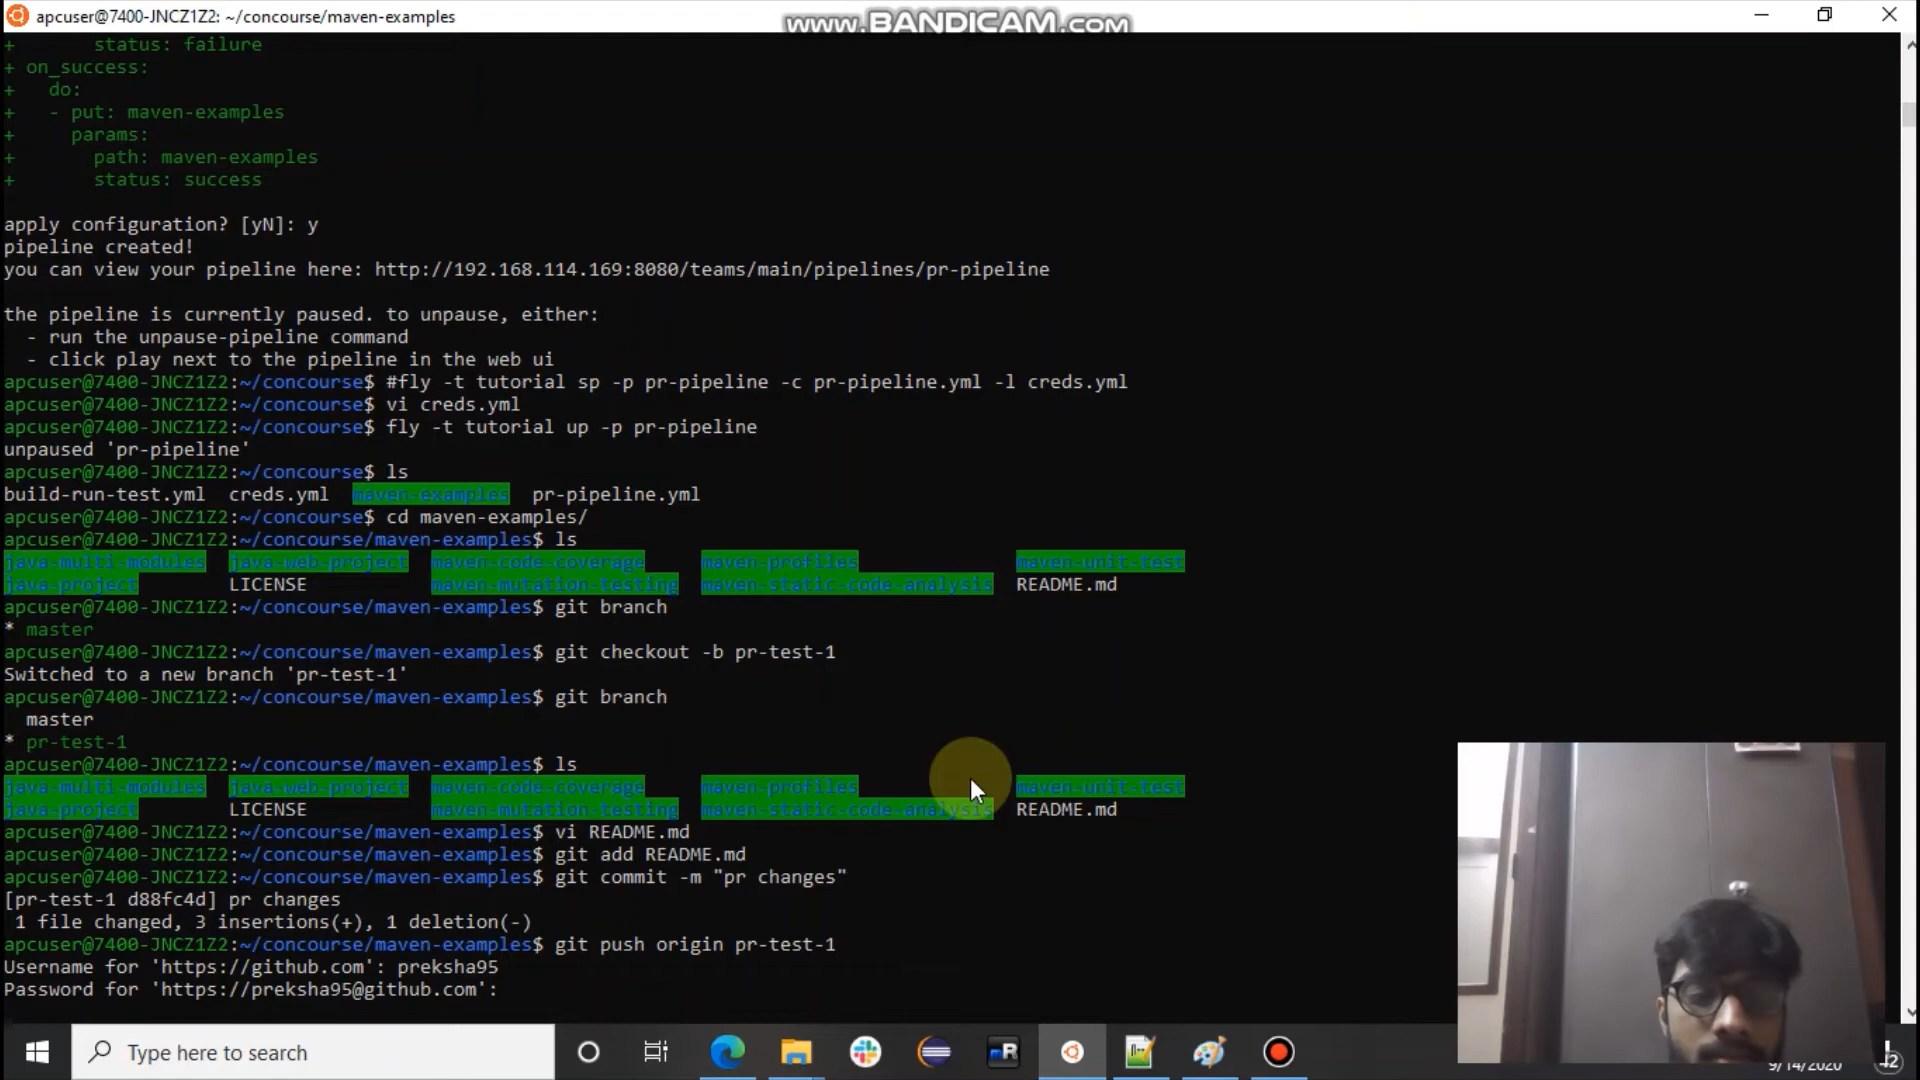 apcuser@7400-JNCZ1Z2: ~/concourse/maven-examples
www.BANDICAM.com
+       status: failure
+ on_success:
+   do:
+   - put: maven-examples
+     params:
+       path: maven-examples
+       status: success
apply configuration? [yN]: y
pipeline created!
you can view your pipeline here: http://192.168.114.169:8080/teams/main/pipelines/pr-pipeline
the pipeline is currently paused. to unpause, either:
  - run the unpause-pipeline command
  - click play next to the pipeline in the web ui
apcuser@7400-JNCZ1Z2:~/concourse$ #fly -t tutorial sp -p pr-pipeline -c pr-pipeline.yml -l creds.yml
apcuser@7400-JNCZ1Z2:~/concourse$ vi creds.yml
apcuser@7400-JNCZ1Z2:~/concourse$ fly -t tutorial up -p pr-pipeline
unpaused 'pr-pipeline'
apcuser@7400-JNCZ1Z2:~/concourse$ ls
build-run-test.yml  creds.yml  maven-examples  pr-pipeline.yml
apcuser@7400-JNCZ1Z2:~/concourse$ cd maven-examples/
apcuser@7400-JNCZ1Z2:~/concourse/maven-examples$ ls
java-multi-modules  java-web-project  maven-code-coverage  maven-profiles  maven-unit-test
java-project  LICENSE  maven-mutation-testing  maven-static-code-analysis  README.md
apcuser@7400-JNCZ1Z2:~/concourse/maven-examples$ git branch
* master
apcuser@7400-JNCZ1Z2:~/concourse/maven-examples$ git checkout -b pr-test-1
Switched to a new branch 'pr-test-1'
apcuser@7400-JNCZ1Z2:~/concourse/maven-examples$ git branch
  master
* pr-test-1
apcuser@7400-JNCZ1Z2:~/concourse/maven-examples$ ls
java-multi-modules  java-web-project  maven-code-coverage  maven-profiles  maven-unit-test
java-project  LICENSE  maven-mutation-testing  maven-static-code-analysis  README.md
apcuser@7400-JNCZ1Z2:~/concourse/maven-examples$ vi README.md
apcuser@7400-JNCZ1Z2:~/concourse/maven-examples$ git add README.md
apcuser@7400-JNCZ1Z2:~/concourse/maven-examples$ git commit -m "pr changes"
[pr-test-1 d88fc4d] pr changes
 1 file changed, 3 insertions(+), 1 deletion(-)
apcuser@7400-JNCZ1Z2:~/concourse/maven-examples$ git push origin pr-test-1
Username for 'https://github.com': preksha95
Password for 'https://preksha95@github.com':
Type here to search
R
9/14/2020